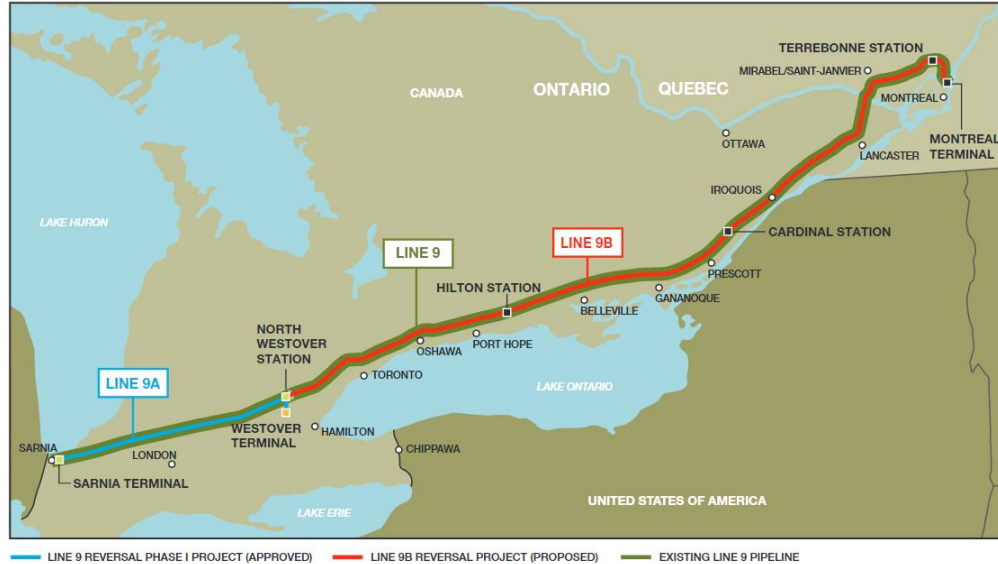 TERREBONNE STATION
MIRABEL/SAINT-JANVIER
CANADA
ONTARIO
QUEBEC
MONTREAL
OTTAWA
MONTREAL
TERMINAL
LANCASTER
IROQUOIS
LAKE HURON
CARDINAL STATION
LINE 9
LINE 9B
PRESCOTT
HILTON STATION
GANANOQUE
BELLEVILLE
NORTH
WESTOVER
STATION
PORT HOPE
OSHAWA
TORONTO
LINE 9A
LAKE ONTARIO
WESTOVER
TERMINAL
HAMILTON
SARNIA
LONDON
CHIPPAWA
SARNIA TERMINAL
UNITED STATES OF AMERICA
LAKE ERIE
LINE 9 REVERSAL PHASE I PROJECT (APPROVED)
LINE 9B REVERSAL PROJECT (PROPOSED)
EXISTING LINE 9 PIPELINE